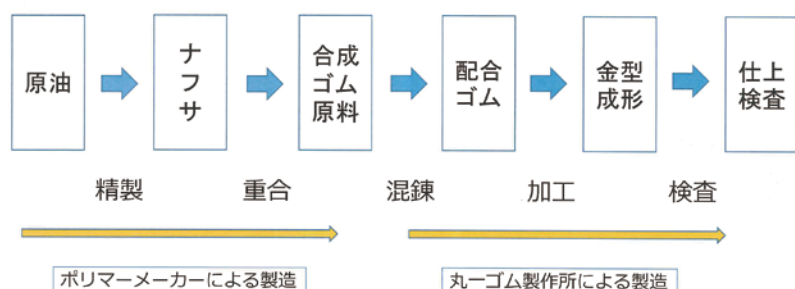 原油
ナ
フ
サ
合成
ゴム
原料
配合
ゴム
金型
成形
仕上
検査
精製
重合
混錬
加工
検査
ポリマーメーカーによる製造
丸一ゴム製作所による製造